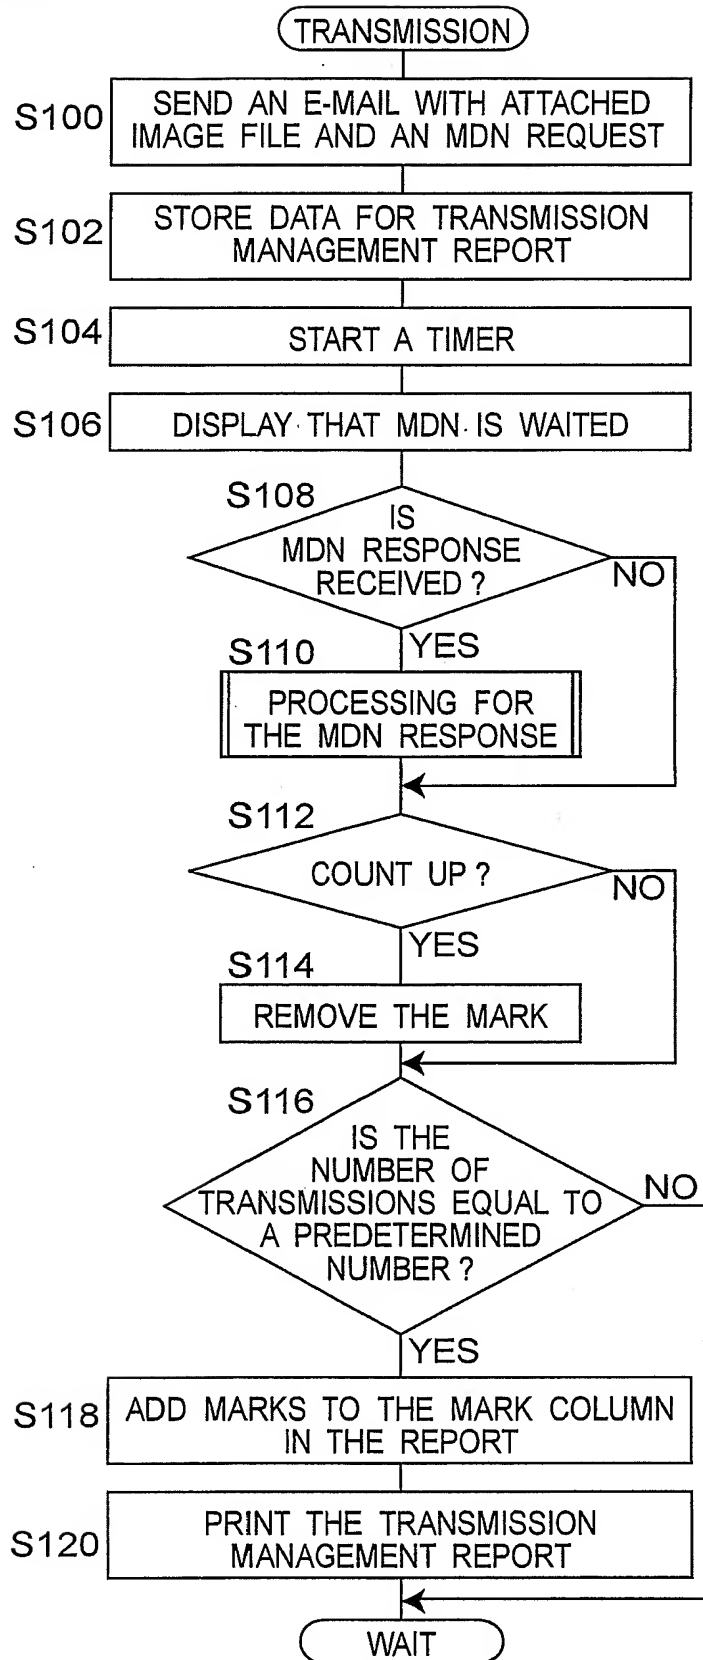 TRANSMISSION
S100
SEND AN E-MAIL WITH ATTACHED
IMAGE FILE AND AN MDN REQUEST
S102
STORE DATA FOR TRANSMISSION
MANAGEMENT REPORT
S104
START A TIMER
S106
DISPLAY THAT MDN IS WAITED
S108
IS
MDN RESPONSE
RECEIVED?
NO
YES
S110
PROCESSING FOR
THE MDN RESPONSE
S112
COUNT UP?
NO
YES
S114
REMOVE THE MARK
S116
IS THE
NUMBER OF
TRANSMISSIONS EQUAL TO
A PREDETERMINED
NUMBER?
NO
YES
S118
ADD MARKS TO THE MARK COLUMN
IN THE REPORT
S120
PRINT THE TRANSMISSION
MANAGEMENT REPORT
WAIT